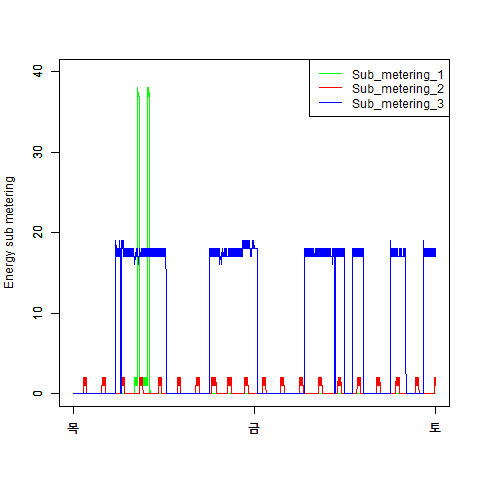 Sub_metering_1
Sub_metering_2
Sub_metering_3
Energy sub metering
40
30
20
10
0
목 금 토